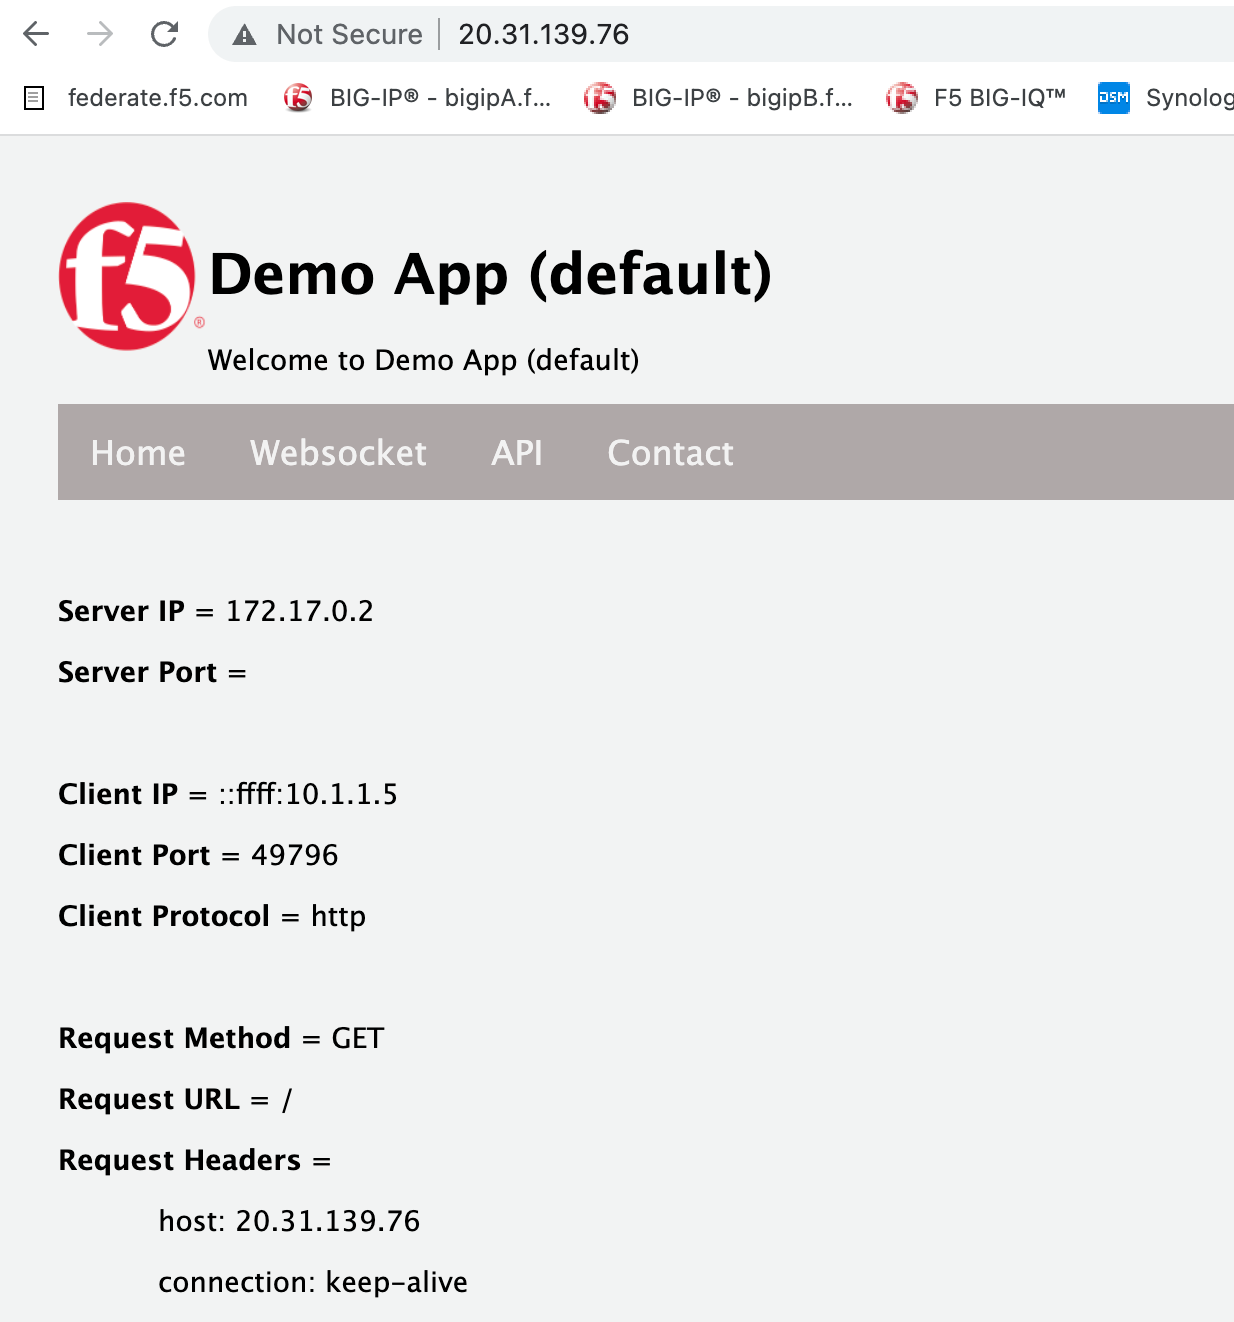 Not Secure | 20.31.139.76
federate.f5.com BIG-IP® - bigipA.f... BIG-IP® - bigipB.f... F5 BIG-IQ™ DSM Synolog
f5® Demo App (default)
Welcome to Demo App (default)
Home Websocket API Contact
Server IP = 172.17.0.2
Server Port =
Client IP = ::ffff:10.1.1.5
Client Port = 49796
Client Protocol = http
Request Method = GET
Request URL = /
Request Headers =
host: 20.31.139.76
connection: keep-alive